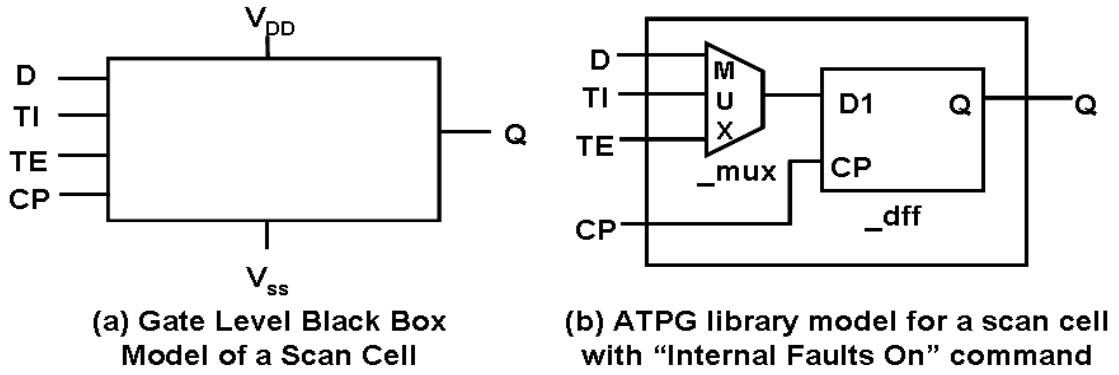 V_DD
D
TI
TE
CP
Q
V_ss
(a) Gate Level Black Box
Model of a Scan Cell
D
TI
TE
CP
M
U
X
_mux
D1
Q
CP
_dff
Q
(b) ATPG library model for a scan cell
with “Internal Faults On” command